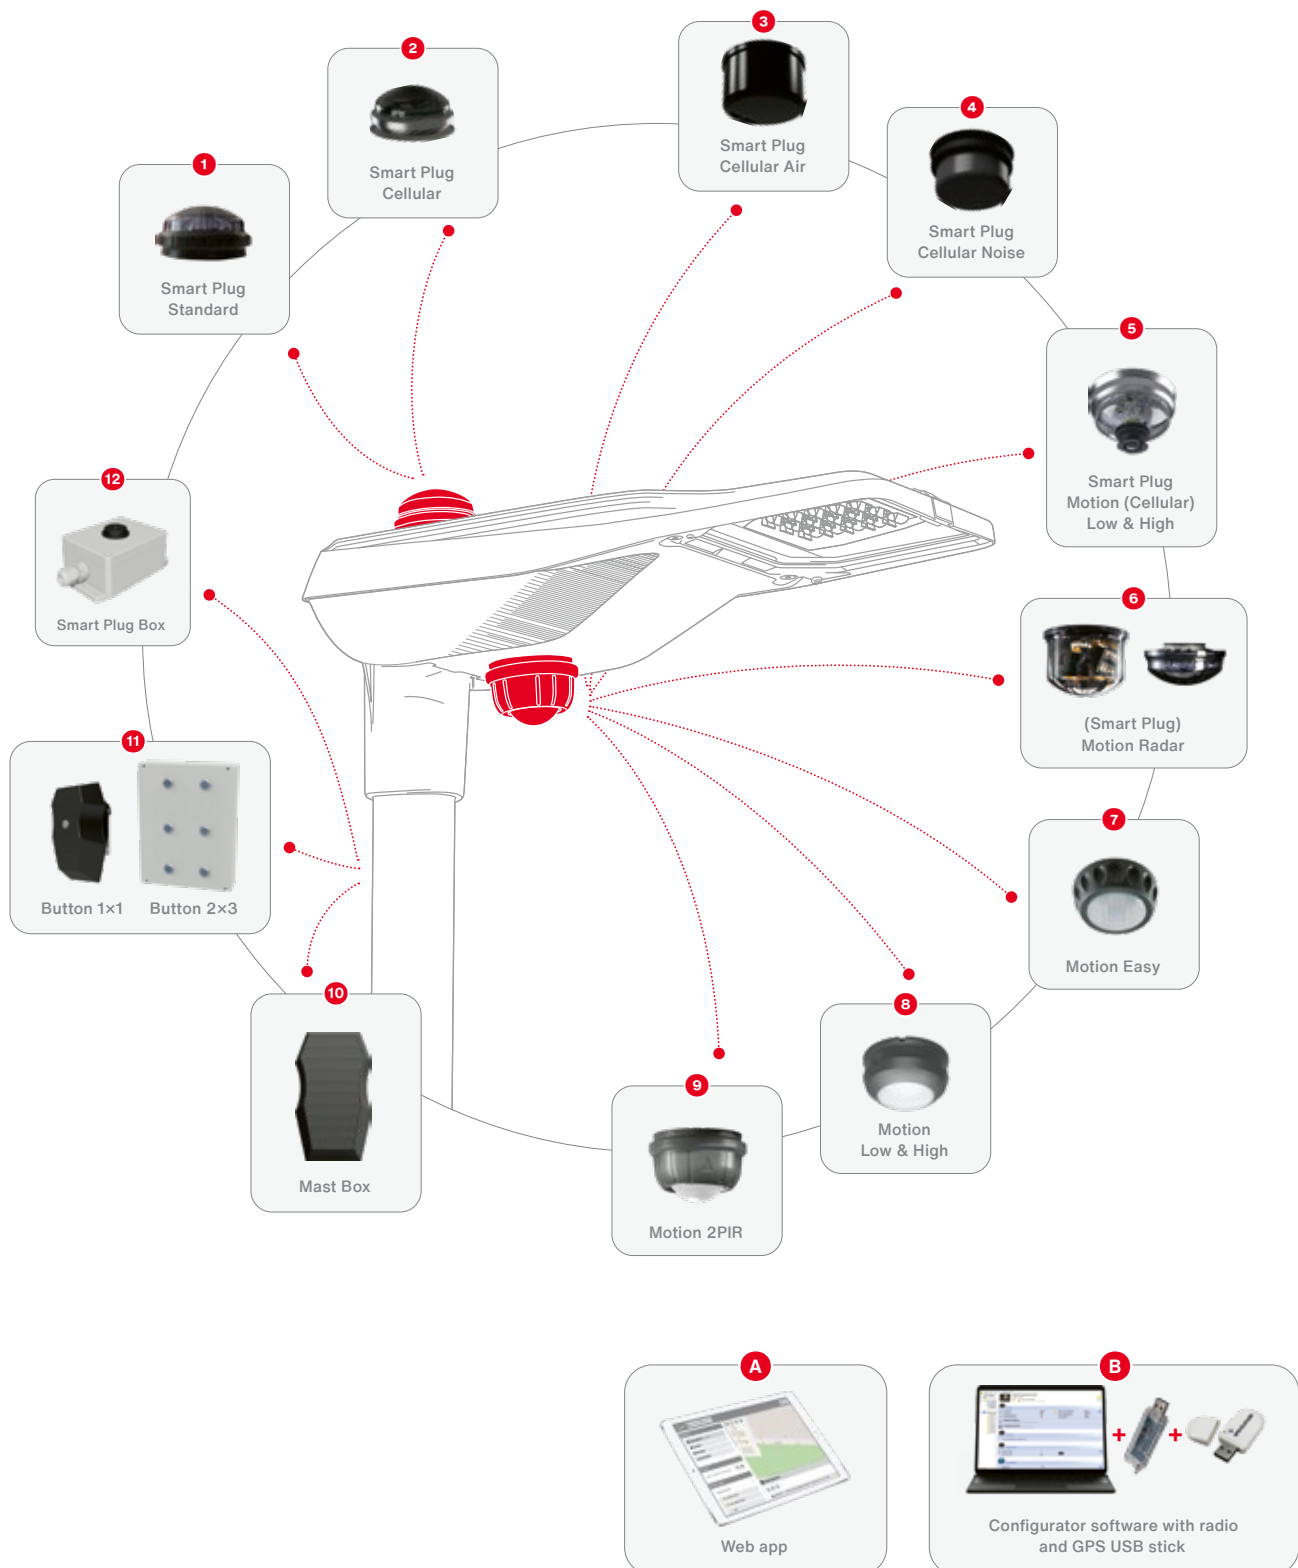 1
Smart Plug
Standard
2
Smart Plug
Cellular
3
Smart Plug
Cellular Air
4
Smart Plug
Cellular Noise
5
Smart Plug
Motion (Cellular)
Low & High
6
(Smart Plug)
Motion Radar
7
Motion Easy
8
Motion
Low & High
9
Motion 2PIR
10
Mast Box
11
Button 1×1
Button 2×3
12
Smart Plug Box
A
Web app
B
+
+
Configurator software with radio
and GPS USB stick